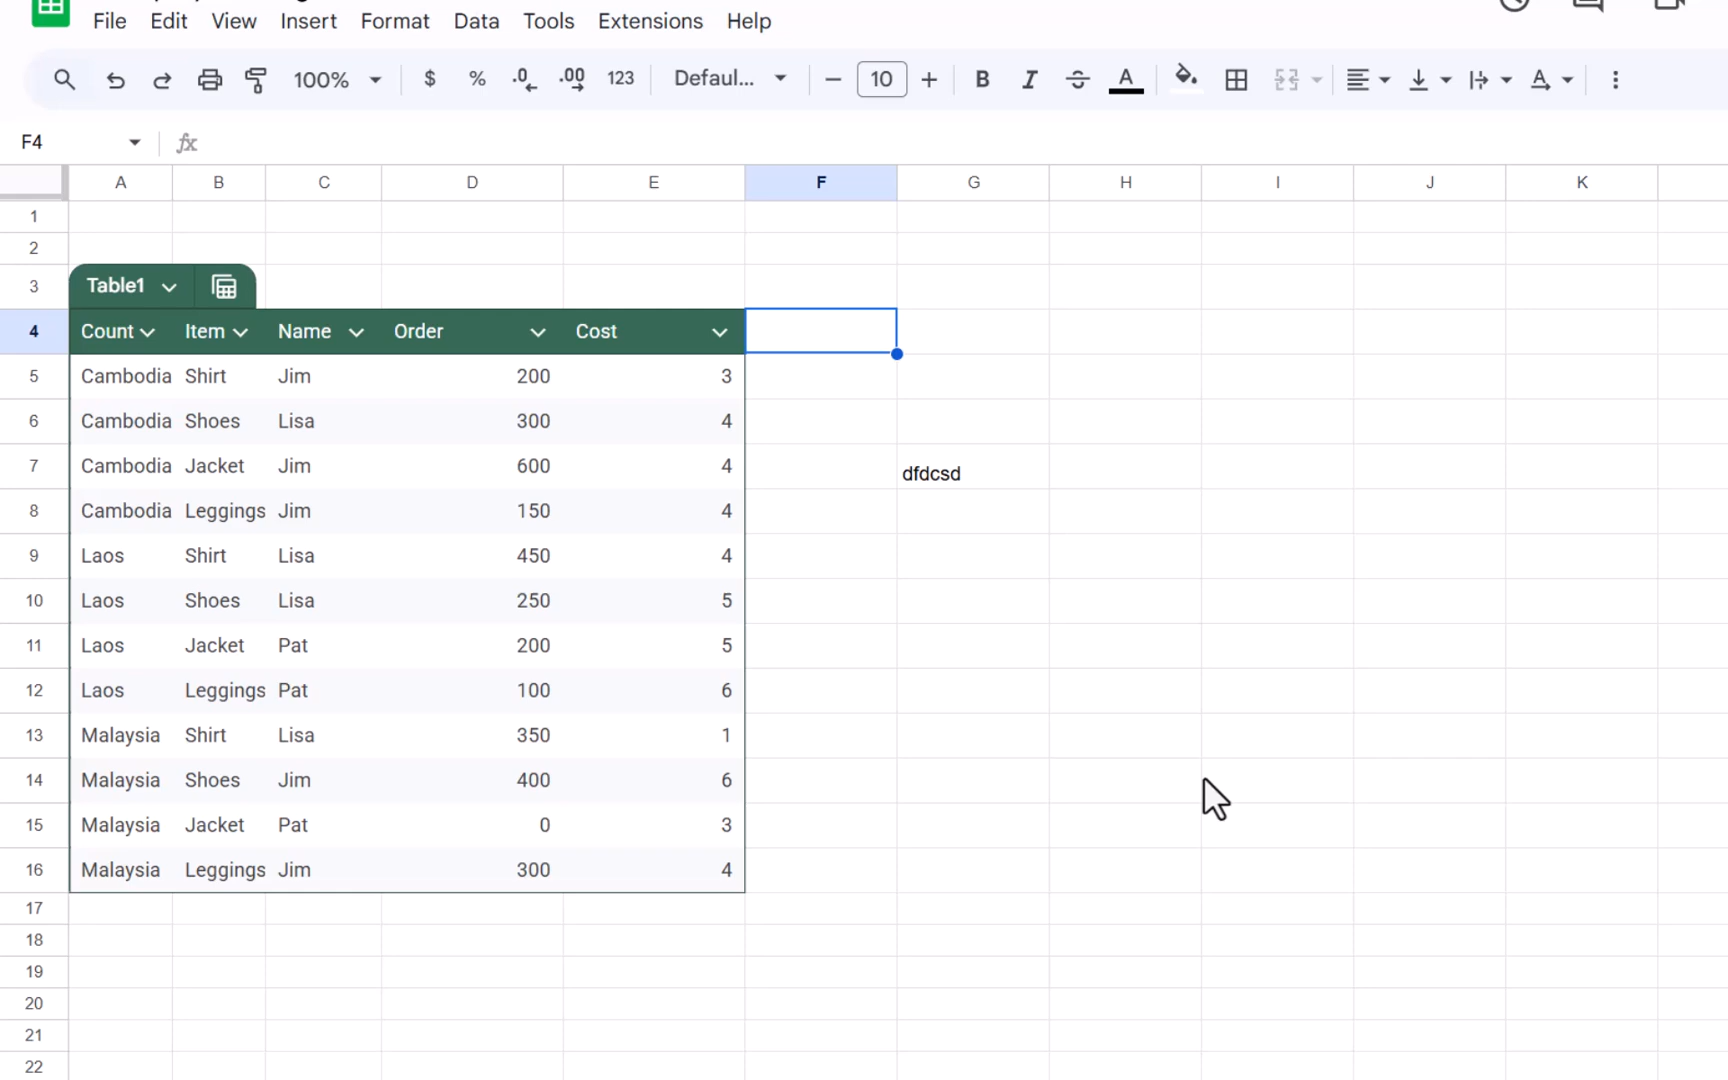 File Edit View Insert Format Data Tools Extensions Help
100% $ % .0 .00 123 Defaul... − 10 + B I S A A
F4 fx
A B C D E F G H I J K
1
2
3 Table1
4 Count Item Name Order Cost
5 Cambodia Shirt Jim 200 3
6 Cambodia Shoes Lisa 300 4
7 Cambodia Jacket Jim 600 4 dfdcsd
8 Cambodia Leggings Jim 150 4
9 Laos Shirt Lisa 450 4
10 Laos Shoes Lisa 250 5
11 Laos Jacket Pat 200 5
12 Laos Leggings Pat 100 6
13 Malaysia Shirt Lisa 350 1
14 Malaysia Shoes Jim 400 6
15 Malaysia Jacket Pat 0 3
16 Malaysia Leggings Jim 300 4
17
18
19
20
21
22